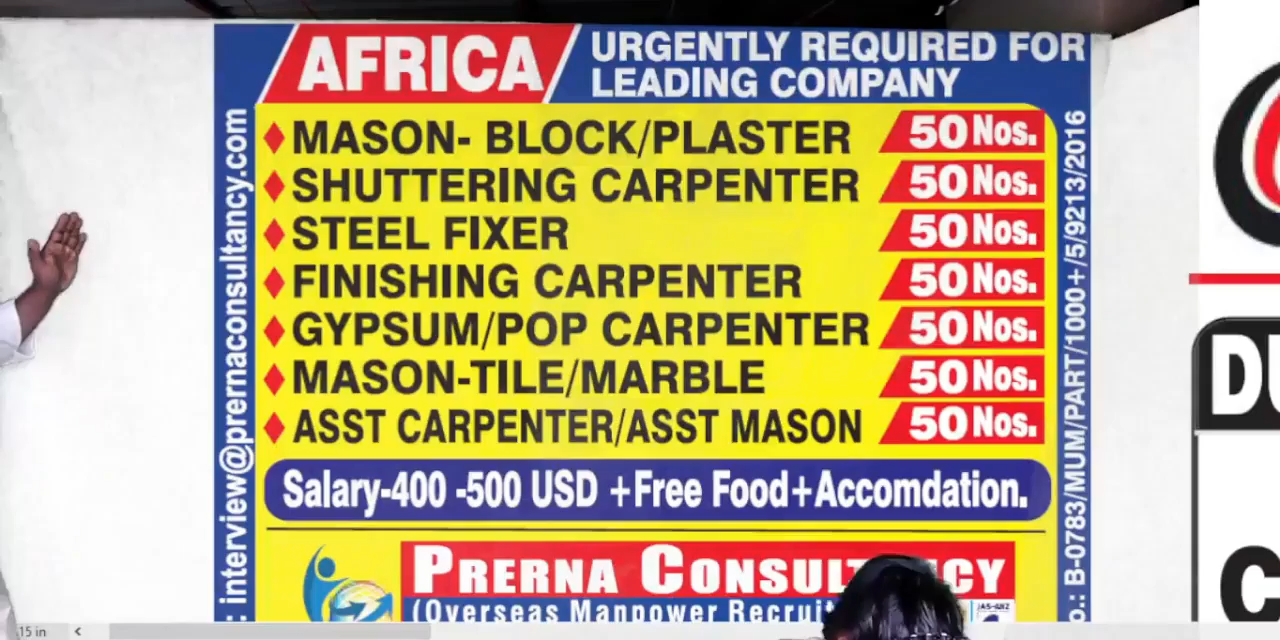 AFRICA
URGENTLY REQUIRED FOR
LEADING COMPANY
MASON- BLOCK/PLASTER 50 Nos.
SHUTTERING CARPENTER 50 Nos.
STEEL FIXER 50 Nos.
FINISHING CARPENTER 50 Nos.
GYPSUM/POP CARPENTER 50 Nos.
MASON-TILE/MARBLE 50 Nos.
ASST CARPENTER/ASST MASON 50 Nos.
Salary-400 -500 USD +Free Food+Accomdation.
PRERNA
(Overseas Manpower
: interview@prernaconsultancy.com
B-0783/MUM/PART/1000+/5/9213/2016
15 in